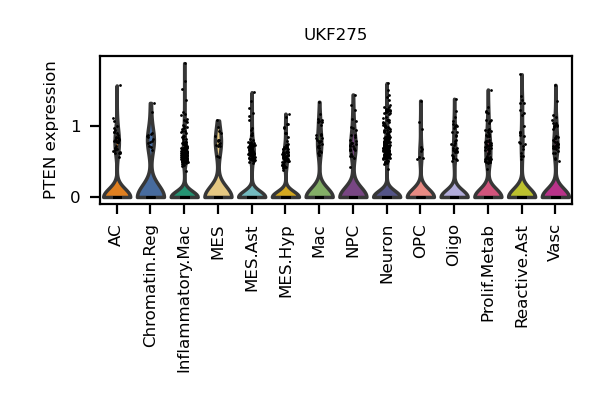 UKF275
PTEN expression
1
0
AC
Chromatin.Reg
Inflammatory.Mac
MES
MES.Ast
MES.Hyp
Mac
NPC
Neuron
OPC
Oligo
Prolif.Metab
Reactive.Ast
Vasc